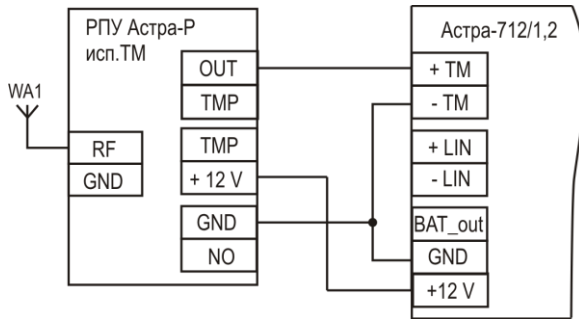 РПУ Астра-Р
исп.ТМ
WA1
RF
GND
OUT
TMP
TMP
+ 12 V
GND
NO
Астра-712/1,2
+ TM
- TM
+ LIN
- LIN
BAT_out
GND
+12 V